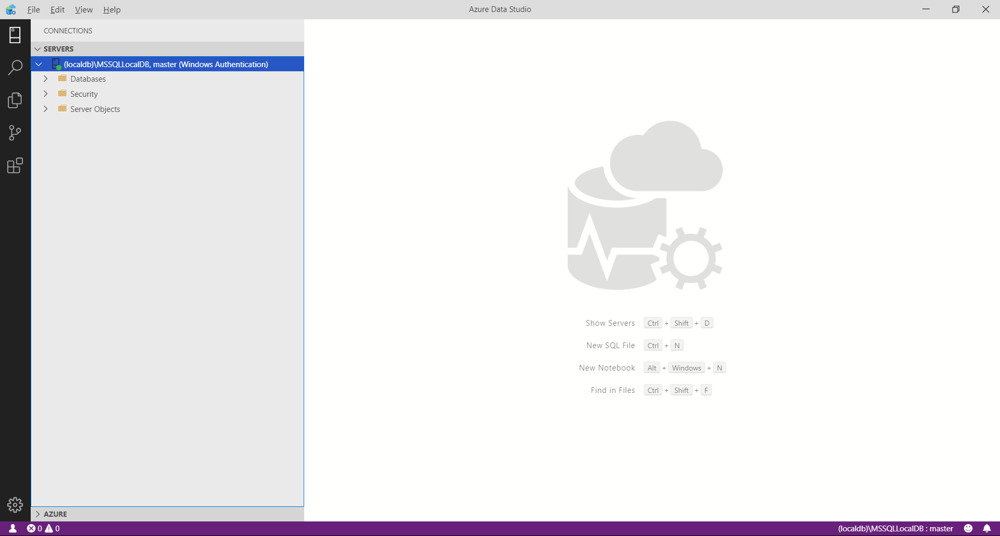 File Edit View Help
Azure Data Studio
CONNECTIONS
SERVERS
(localdb)\MSSQLLocalDB, master (Windows Authentication)
Databases
Security
Server Objects
Show Servers Ctrl + Shift + D
New SQL File Ctrl + N
New Notebook Alt + Windows + N
Find in Files Ctrl + Shift + F
AZURE
0 0
(localdb)\MSSQLLocalDB : master